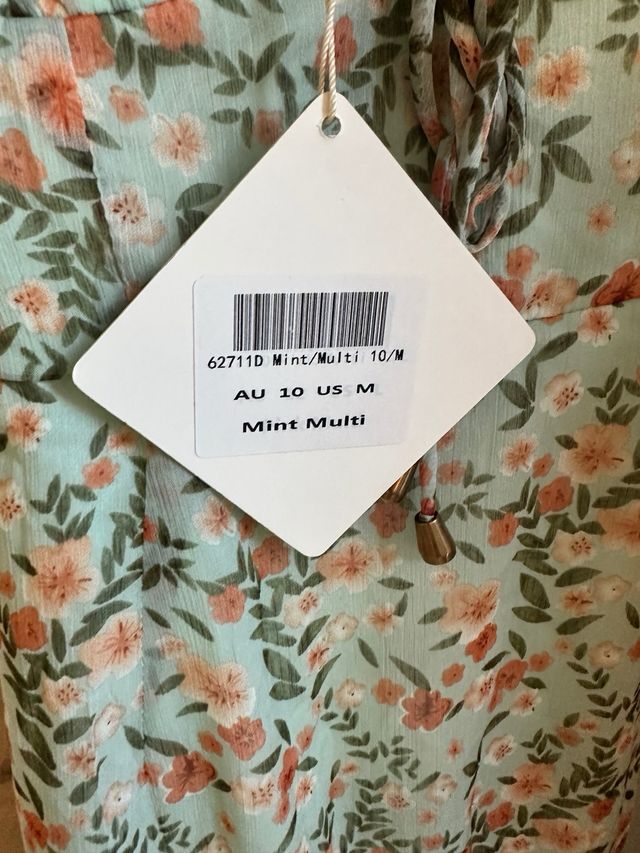 62711D Mint/Multi 10/M
AU 10 US M
Mint Multi